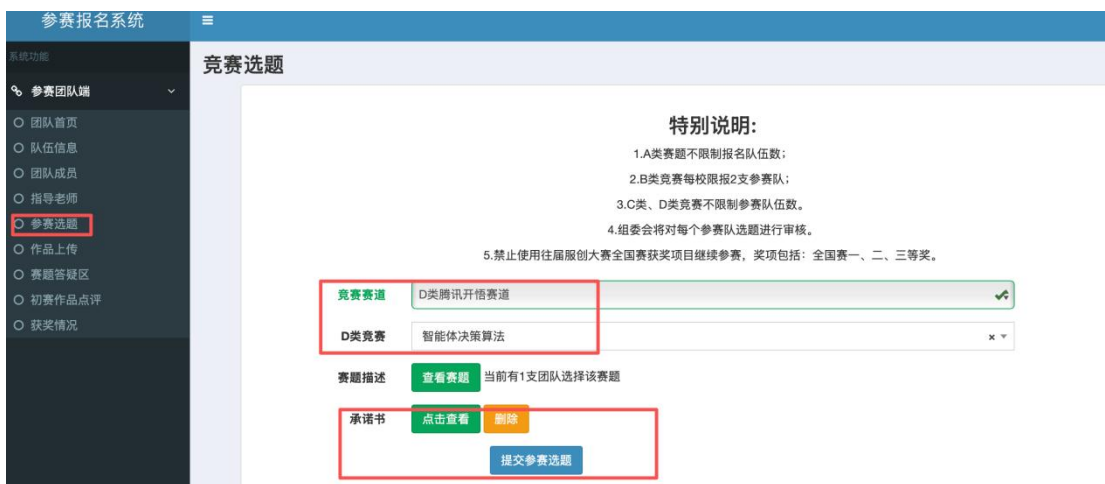 参赛报名系统
系统功能
参赛团队端
团队首页
队伍信息
团队成员
指导老师
参赛选题
作品上传
赛题答疑区
初赛作品点评
获奖情况
竞赛选题
特别说明:
1.A类赛题不限制报名队伍数;
2.B类竞赛每校限报2支参赛队;
3.C类、D类竞赛不限制参赛队伍数。
4.组委会将对每个参赛队选题进行审核。
5.禁止使用往届服创大赛全国赛获奖项目继续参赛，奖项包括：全国赛一、二、三等奖。
竞赛赛道 D类腾讯开悟赛道
D类竞赛 智能体决策算法
赛题描述 查看赛题 当前有1支团队选择该赛题
承诺书 点击查看 删除
提交参赛选题